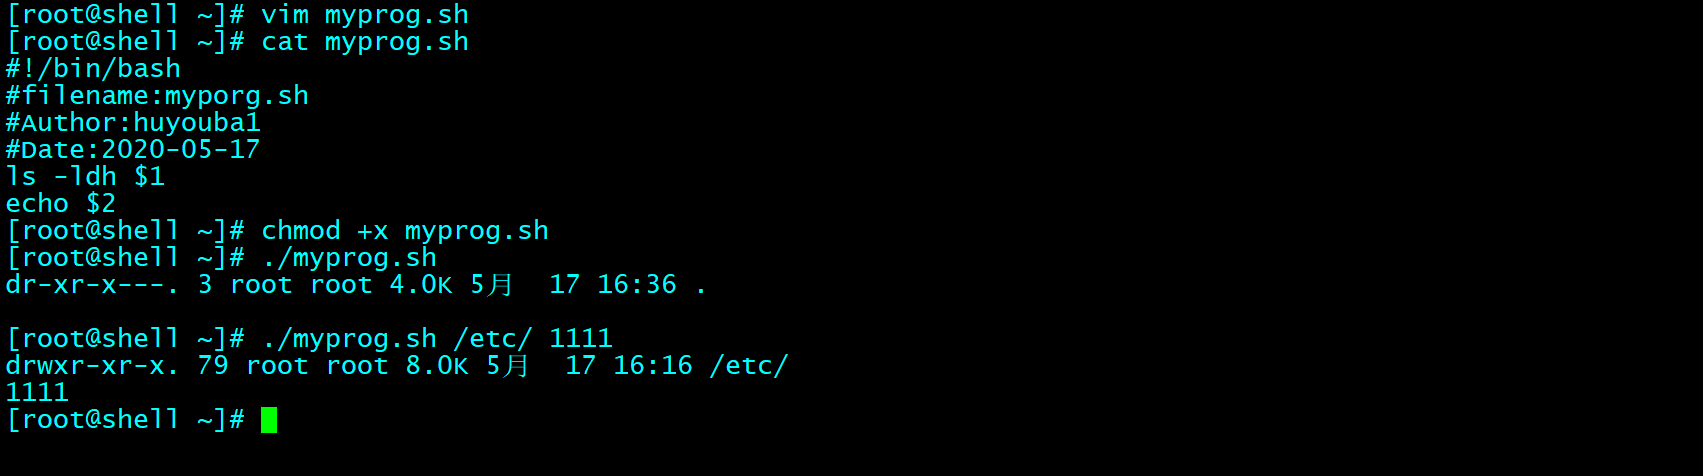 [root@shell ~]# vim myprog.sh
[root@shell ~]# cat myprog.sh
#!/bin/bash
#filename:myporg.sh
#Author:huyouba1
#Date:2020-05-17
ls -ldh $1
echo $2
[root@shell ~]# chmod +x myprog.sh
[root@shell ~]# ./myprog.sh
dr-xr-x---. 3 root root 4.0K 5月  17 16:36 .
[root@shell ~]# ./myprog.sh /etc/ 1111
drwxr-xr-x. 79 root root 8.0K 5月  17 16:16 /etc/
1111
[root@shell ~]#